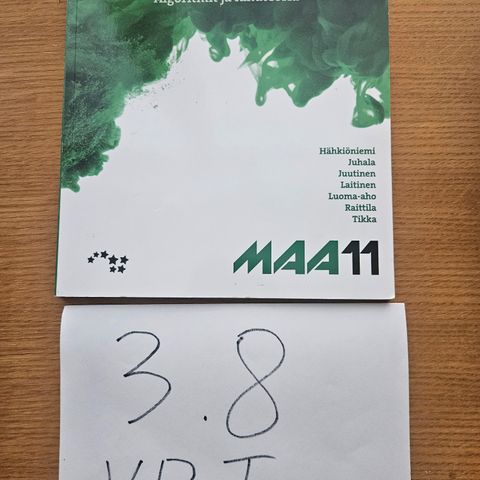 Hähkiöniemi
Juhala
Juutinen
Laitinen
Luoma-aho
Raittila
Tikka
MAA11
3.8